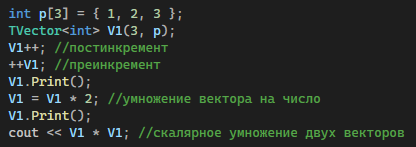 int p[3] = { 1, 2, 3 };
TVector<int> V1(3, p);
V1++; //постинкремент
++V1; //преинкремент
V1.Print();
V1 = V1 * 2; //умножение вектора на число
V1.Print();
cout << V1 * V1; //скалярное умножение двух векторов